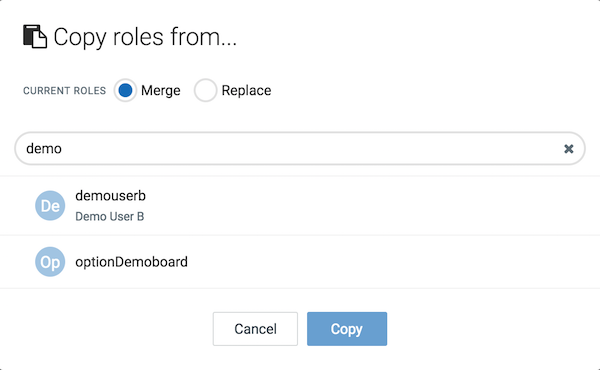 Copy roles from...
CURRENT ROLES Merge Replace
demo
De demouserb
Demo User B
Op optionDemoboard
Cancel Copy